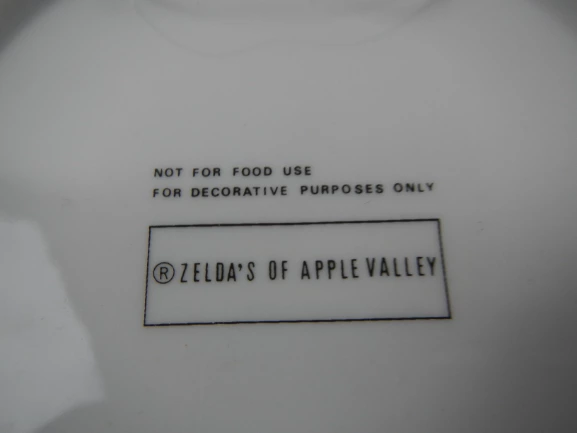 NOT FOR FOOD USE
FOR DECORATIVE PURPOSES ONLY
® ZELDA'S OF APPLE VALLEY